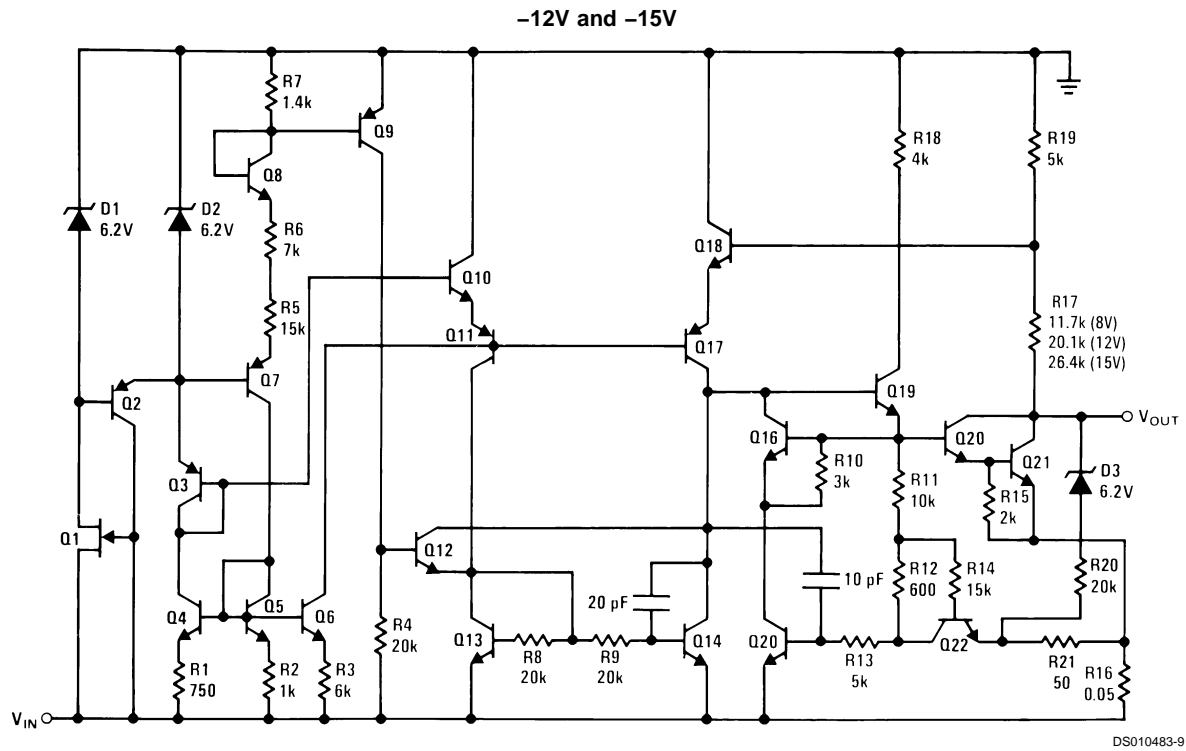 –12V and –15V
R7
1.4k
Q9
Q8
R18
4k
R19
5k
D1
6.2V
D2
6.2V
R6
7k
Q18
Q10
R5
15k
R17
11.7k (8V)
20.1k (12V)
26.4k (15V)
Q11
Q17
Q7
Q2
Q19
VOUT
Q16
Q20
Q21
D3
6.2V
R10
3k
R11
10k
R15
2k
Q3
Q1
Q12
10 pF
R12
600
R14
15k
R20
20k
20 pF
Q4
Q5
Q6
R4
20k
Q13
R8
20k
R9
20k
Q14
Q20
R13
5k
Q22
R21
50
R16
0.05
R1
750
R2
1k
R3
6k
VIN
DS010483-9